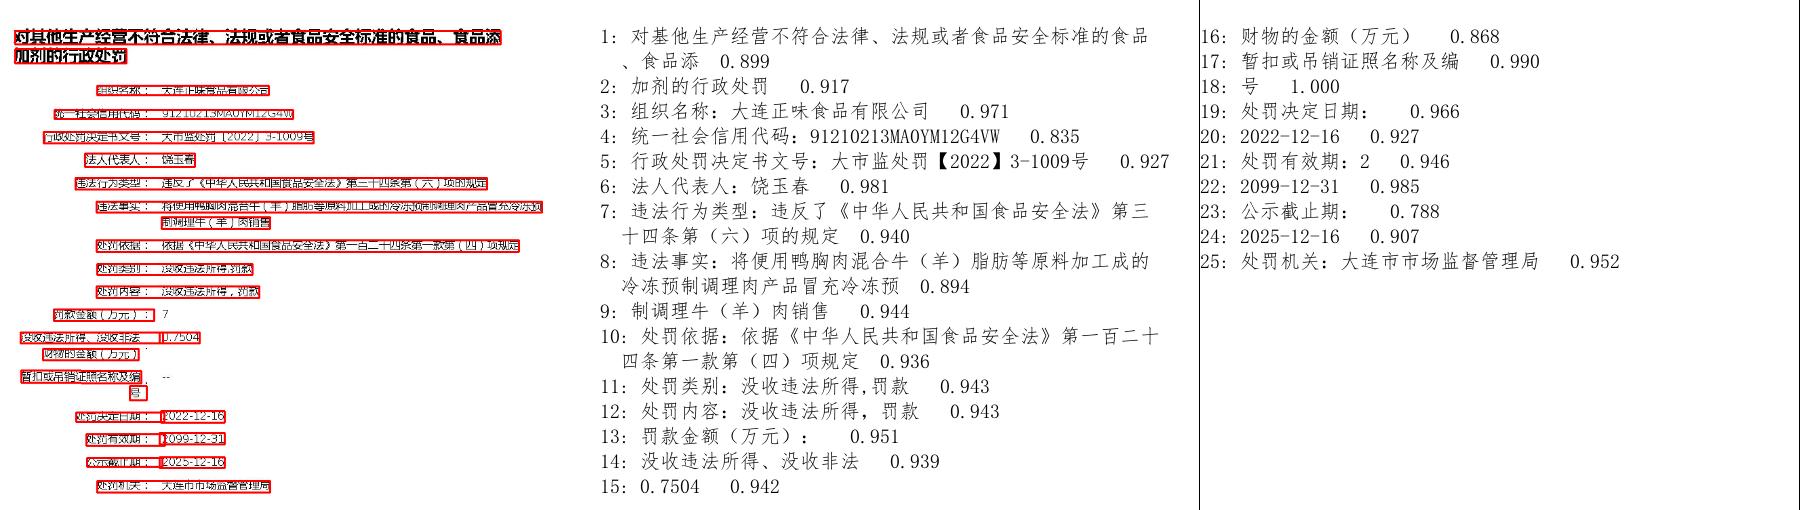 对其他生产经营不符合法律、法规或者食品安全标准的食品、食品添
加剂的行政处罚
组织名称： 大连正味食品有限公司
统一社会信用代码： 91210213MA0YM12G4W
行政处罚决定书文号： 大市监处罚〔2022〕3-1009号
法人代表人： 饶玉春
违法行为类型： 违反了《中华人民共和国食品安全法》第三十四条第（六）项的规定
违法事实： 将使用鸭胸肉混合牛（羊）脂肪等原料加工成的冷冻预制调理肉产品冒充冷冻预
制调理牛（羊）肉销售
处罚依据： 依据《中华人民共和国食品安全法》第一百二十四条第一款第（四）项规定
处罚类别： 没收违法所得,罚款
处罚内容： 没收违法所得，罚款
罚款金额（万元）： 7
没收违法所得、没收非法 0.7504
财物的金额（万元）
暂扣或吊销证照名称及编 --
号
处罚决定日期： 2022-12-16
处罚有效期： 2099-12-31
公示截止期： 2025-12-16
处罚机关： 大连市市场监督管理局
1: 对基他生产经营不符合法律、法规或者食品安全标准的食品
、食品添 0.899
2: 加剂的行政处罚 0.917
3: 组织名称: 大连正味食品有限公司 0.971
4: 统一社会信用代码: 91210213MA0YM12G4VW 0.835
5: 行政处罚决定书文号: 大市监处罚【2022】3-1009号 0.927
6: 法人代表人: 饶玉春 0.981
7: 违法行为类型: 违反了《中华人民共和国食品安全法》第三
十四条第（六）项的规定 0.940
8: 违法事实: 将便用鸭胸肉混合牛（羊）脂肪等原料加工成的
冷冻预制调理肉产品冒充冷冻预 0.894
9: 制调理牛（羊）肉销售 0.944
10: 处罚依据: 依据《中华人民共和国食品安全法》第一百二十
四条第一款第（四）项规定 0.936
11: 处罚类别: 没收违法所得,罚款 0.943
12: 处罚内容: 没收违法所得，罚款 0.943
13: 罚款金额（万元）： 0.951
14: 没收违法所得、没收非法 0.939
15: 0.7504 0.942
16: 财物的金额（万元） 0.868
17: 暂扣或吊销证照名称及编 0.990
18: 号 1.000
19: 处罚决定日期： 0.966
20: 2022-12-16 0.927
21: 处罚有效期: 2 0.946
22: 2099-12-31 0.985
23: 公示截止期： 0.788
24: 2025-12-16 0.907
25: 处罚机关: 大连市市场监督管理局 0.952